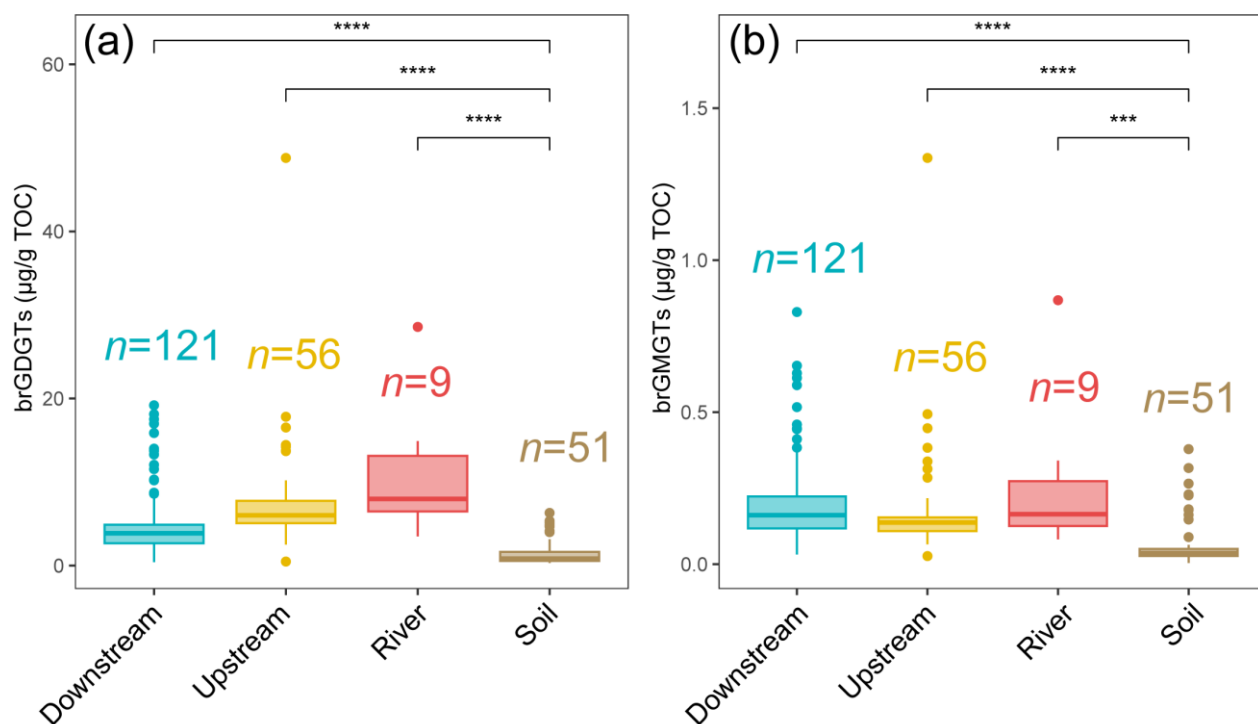 (a)
****
****
****
60
40
20
0
brGDGTs (µg/g TOC)
n=121
n=56
n=9
n=51
Downstream
Upstream
River
Soil
(b)
****
****
***
1.5
1.0
0.5
0.0
brGMGTs (µg/g TOC)
n=121
n=56
n=9
n=51
Downstream
Upstream
River
Soil